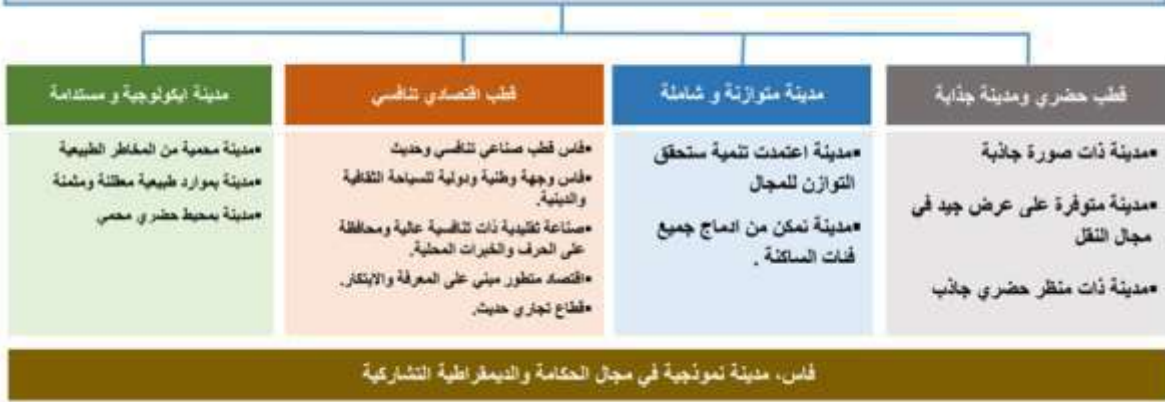 قطب حضري ومدينة جذابة
▪مدينة ذات صورة جاذبة
▪مدينة متوفرة على عرض جيد في
مجال النقل
▪مدينة ذات منظر حضري جاذب
مدينة متوازنة و شاملة
▪مدينة اعتمدت تنمية ستحقق
التوازن للمجال
▪مدينة تمكن من ادماج جميع
فئات الساكنة .
قطب اقتصادي تنافسي
▪فاس قطب صناعي تنافسي وحديث
▪فاس وجهة وطنية ودولية للسياحة الثقافية
والدينية.
▪صناعة تقليدية ذات تنافسية عالية ومحافظة
على الحرف والخبرات المحلية.
▪اقتصاد متطور مبني على المعرفة والابتكار.
▪قطاع تجاري حديث.
مدينة ايكولوجية و مستدامة
▪مدينة محمية من المخاطر الطبيعية
▪مدينة بموارد طبيعية معقلنة ومثمنة
▪مدينة بمحيط حضري محمي
فاس، مدينة نموذجية في مجال الحكامة والديمقراطية التشاركية